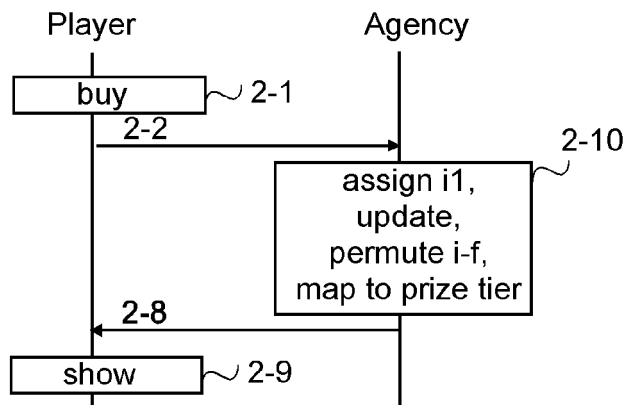 Player Agency
buy 2-1
2-2
2-10
assign i1,
update,
permute i-f,
map to prize tier
2-8
show 2-9